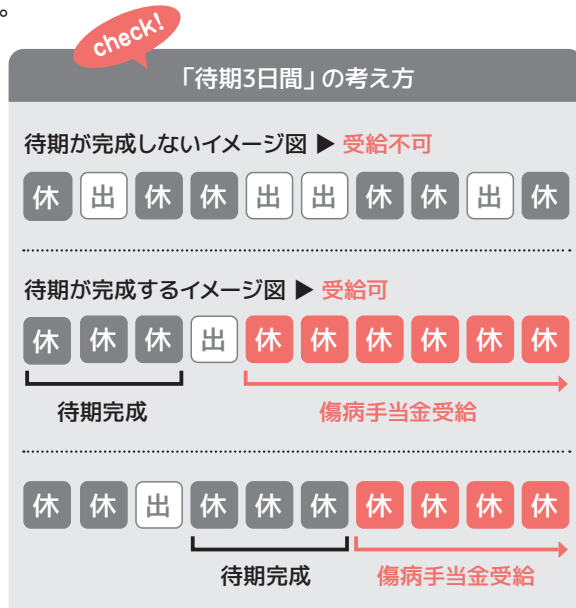 。
check!
「待期3日間」の考え方
待期が完成しないイメージ図 ▶ 受給不可
休 出 休 休 出 出 休 休 出 休
待期が完成するイメージ図 ▶ 受給可
休 休 休 出 休 休 休 休 休 休
待期完成 傷病手当金受給
休 休 出 休 休 休 休 休 休 休
待期完成 傷病手当金受給